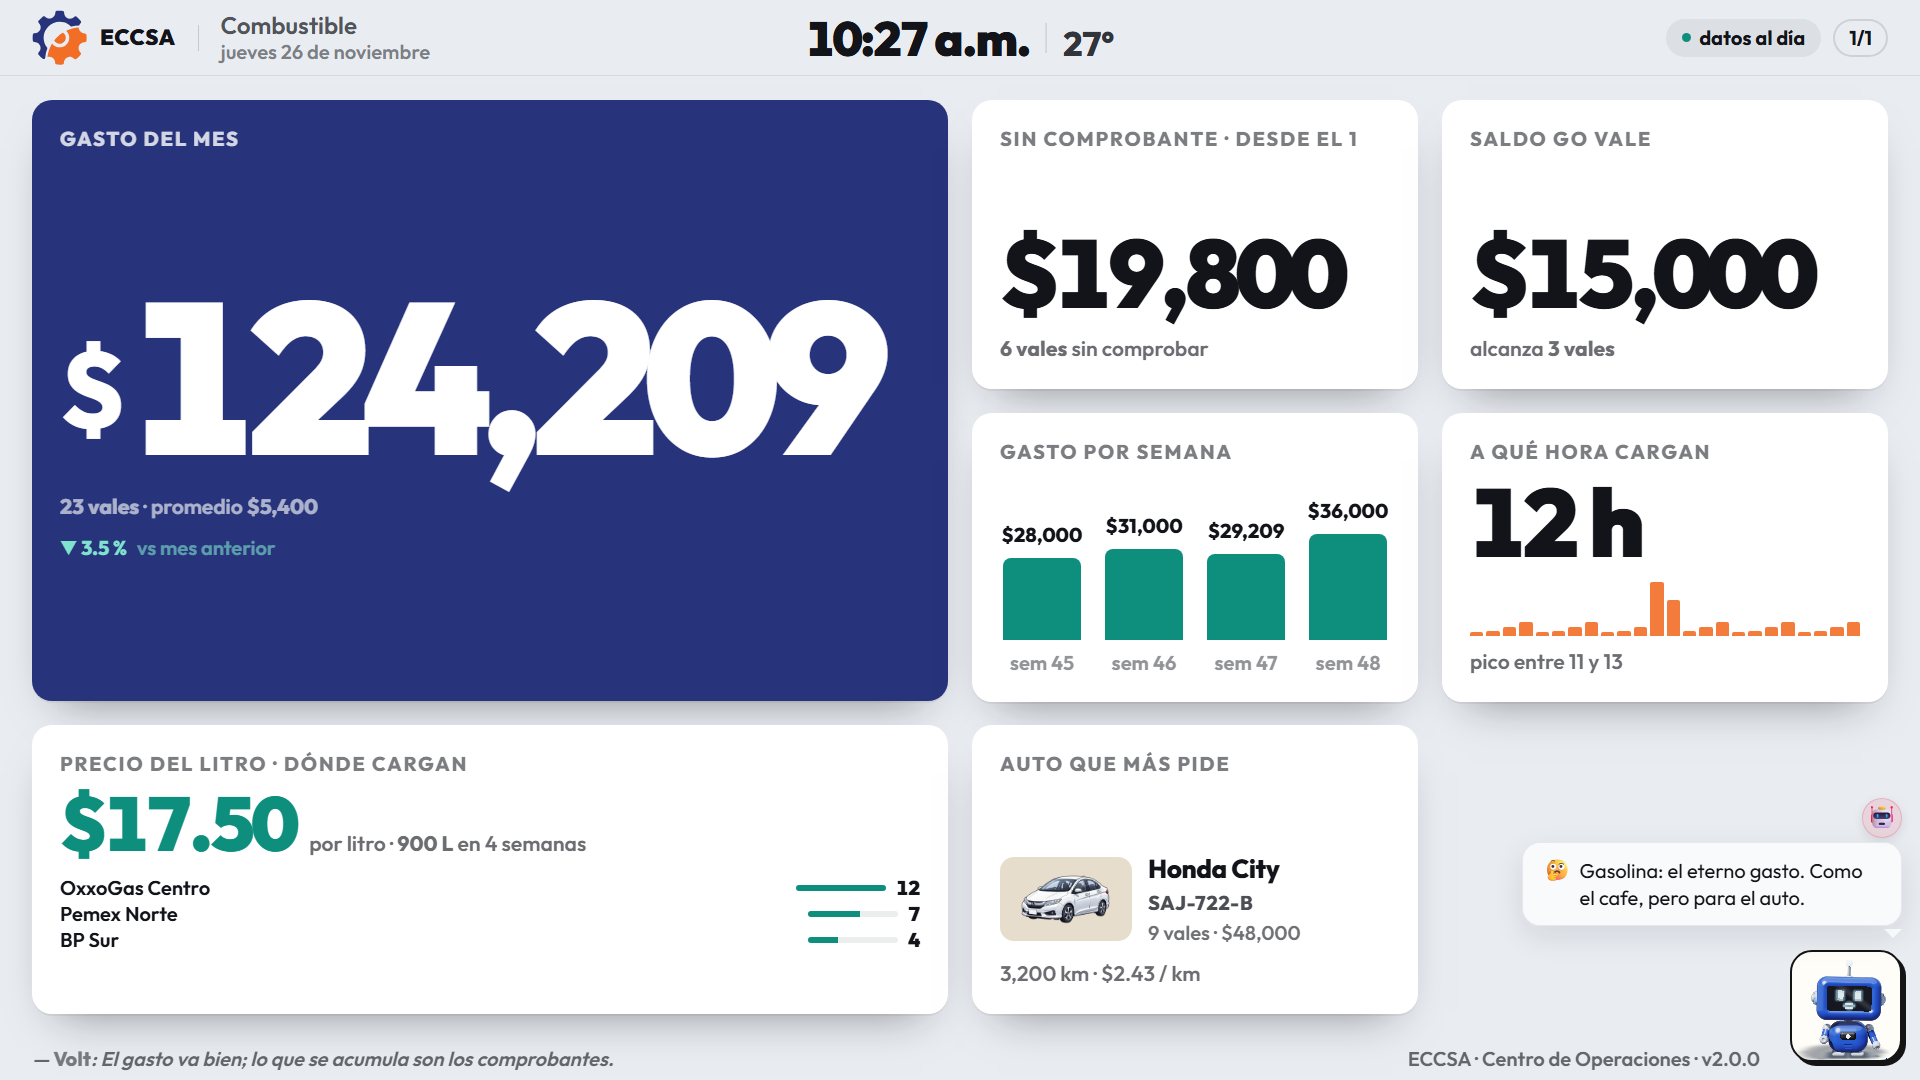 ECCSA
Combustible
jueves 26 de noviembre
10:27 a.m.
27°
datos al día
1/1
GASTO DEL MES
$124,209
23 vales · promedio $5,400
▼ 3.5 % vs mes anterior
SIN COMPROBANTE · DESDE EL 1
$19,800
6 vales sin comprobar
SALDO GO VALE
$15,000
alcanza 3 vales
GASTO POR SEMANA
$28,000 $31,000 $29,209 $36,000
sem 45 sem 46 sem 47 sem 48
A QUÉ HORA CARGAN
12 h
pico entre 11 y 13
PRECIO DEL LITRO · DÓNDE CARGAN
$17.50 por litro · 900 L en 4 semanas
OxxoGas Centro 12
Pemex Norte 7
BP Sur 4
AUTO QUE MÁS PIDE
Honda City
SAJ-722-B
9 vales · $48,000
3,200 km · $2.43 / km
Gasolina: el eterno gasto. Como
el cafe, pero para el auto.
— Volt: El gasto va bien; lo que se acumula son los comprobantes.
ECCSA · Centro de Operaciones · v2.0.0